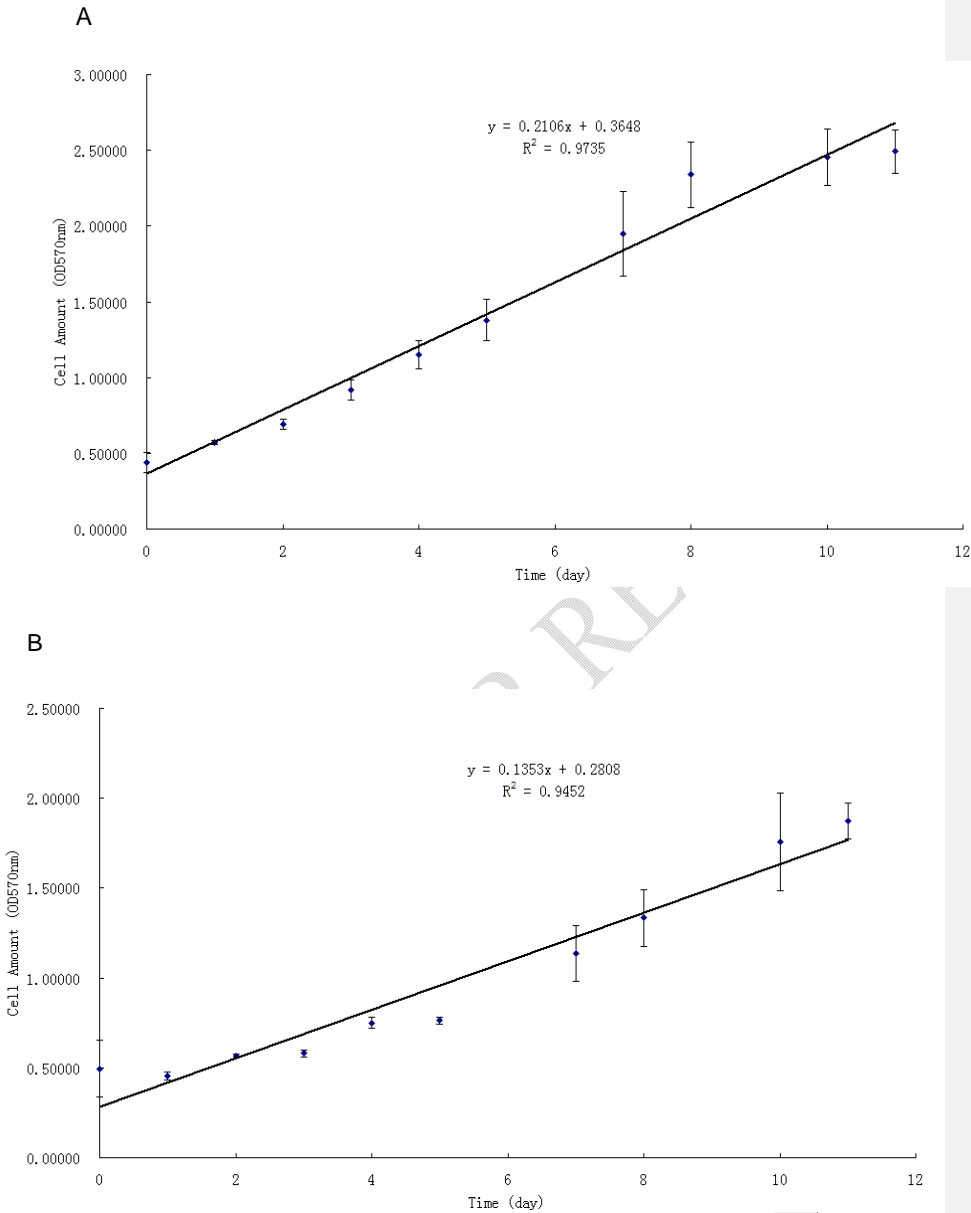 A
3.00000
y = 0.2106x + 0.3648
R² = 0.9735
2.50000
2.00000
1.50000
1.00000
0.50000
0.00000
Cell Amount (OD570nm)
0 2 4 6 8 10 12
Time (day)
B
2.50000
y = 0.1353x + 0.2808
R² = 0.9452
2.00000
1.50000
1.00000
0.50000
0.00000
Cell Amount (OD570nm)
0 2 4 6 8 10 12
Time (day)